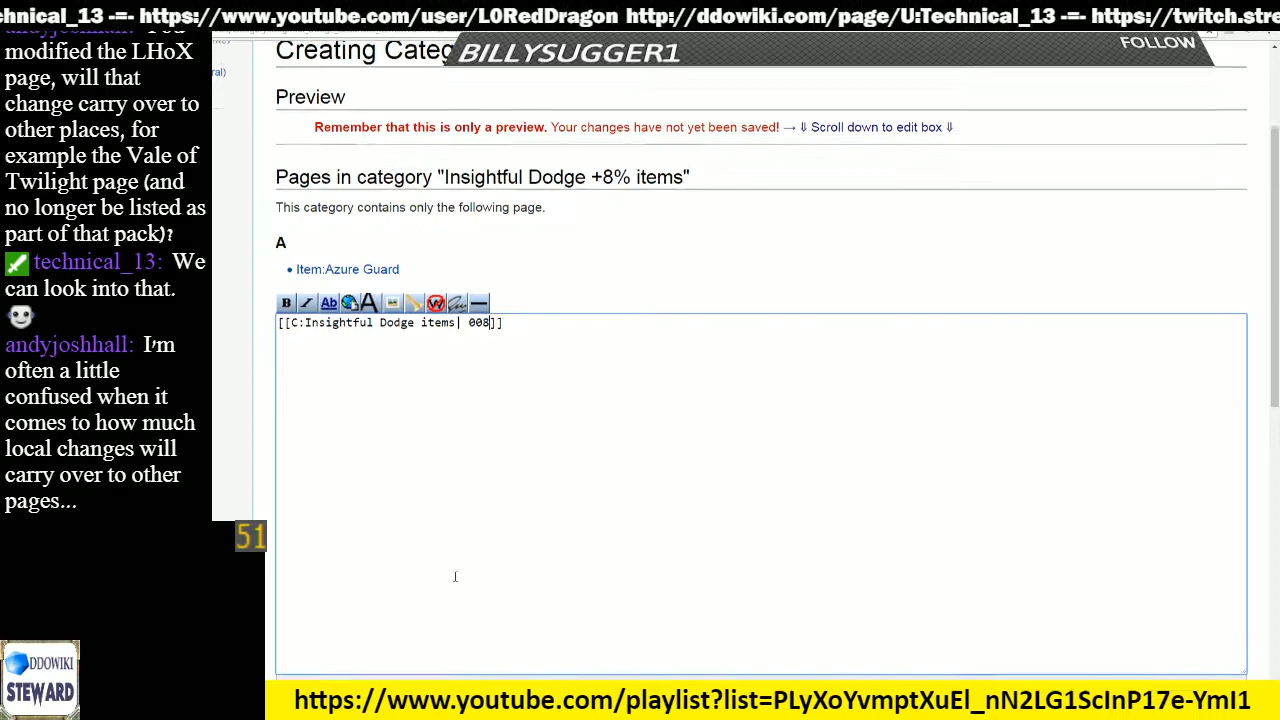 chnical_13 -=- https://www.youtube.com/user/L0RedDragon http://ddowiki.com/page/U:Technical_13 -=- https://twitch.stre
modified the LHoX
page, will that
change carry over to
other places, for
example the Vale of
Twilight page (and
no longer be listed as
part of that pack)?
technical_13: We
can look into that.
andyjoshhall: I'm
often a little
confused when it
comes to how much
local changes will
carry over to other
pages...
51
DDOWIKI
STEWARD
ral)
Creating Categ
BILLYSUGGER1
FOLLOW
Preview
Remember that this is only a preview. Your changes have not yet been saved! → ⇓ Scroll down to edit box ⇓
Pages in category "Insightful Dodge +8% items"
This category contains only the following page.
A
• Item:Azure Guard
B I Ab A W
[[C:Insightful Dodge items| 008]]
https://www.youtube.com/playlist?list=PLyXoYvmptXuEl_nN2LG1ScInP17e-YmI1